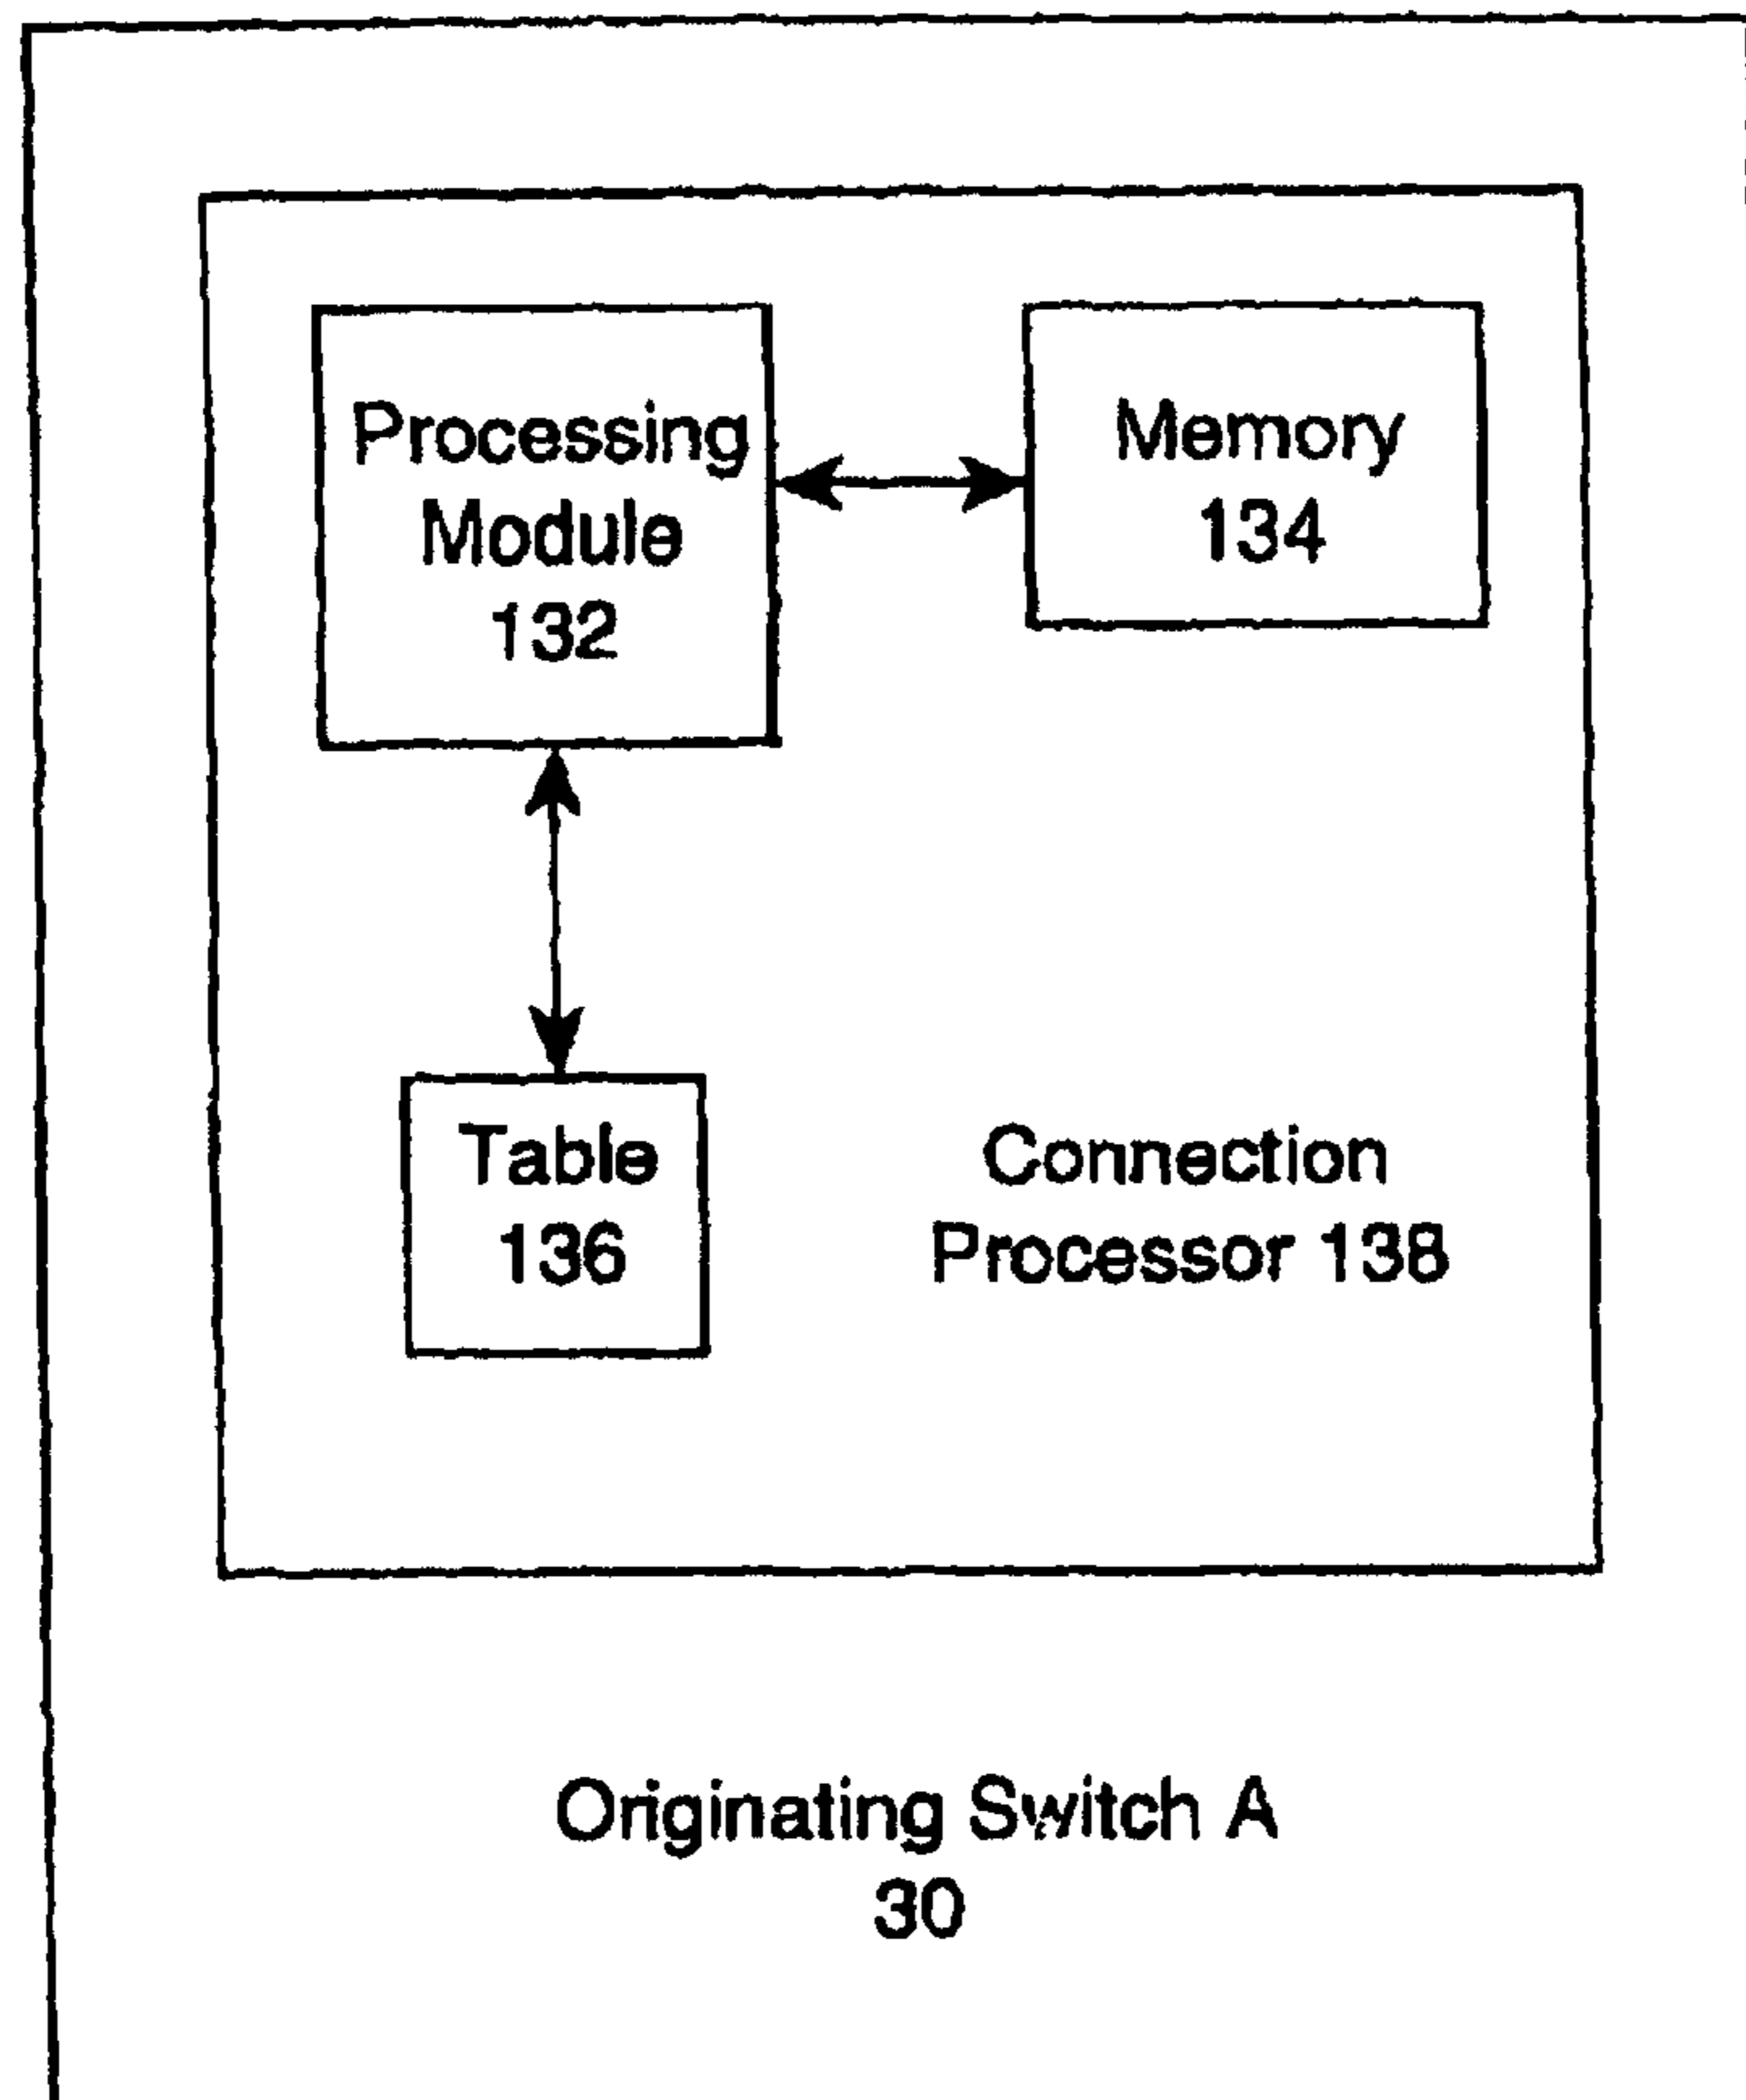 Processing
Module
132
Memory
134
Table
136
Connection
Processor 138
Originating Switch A
30